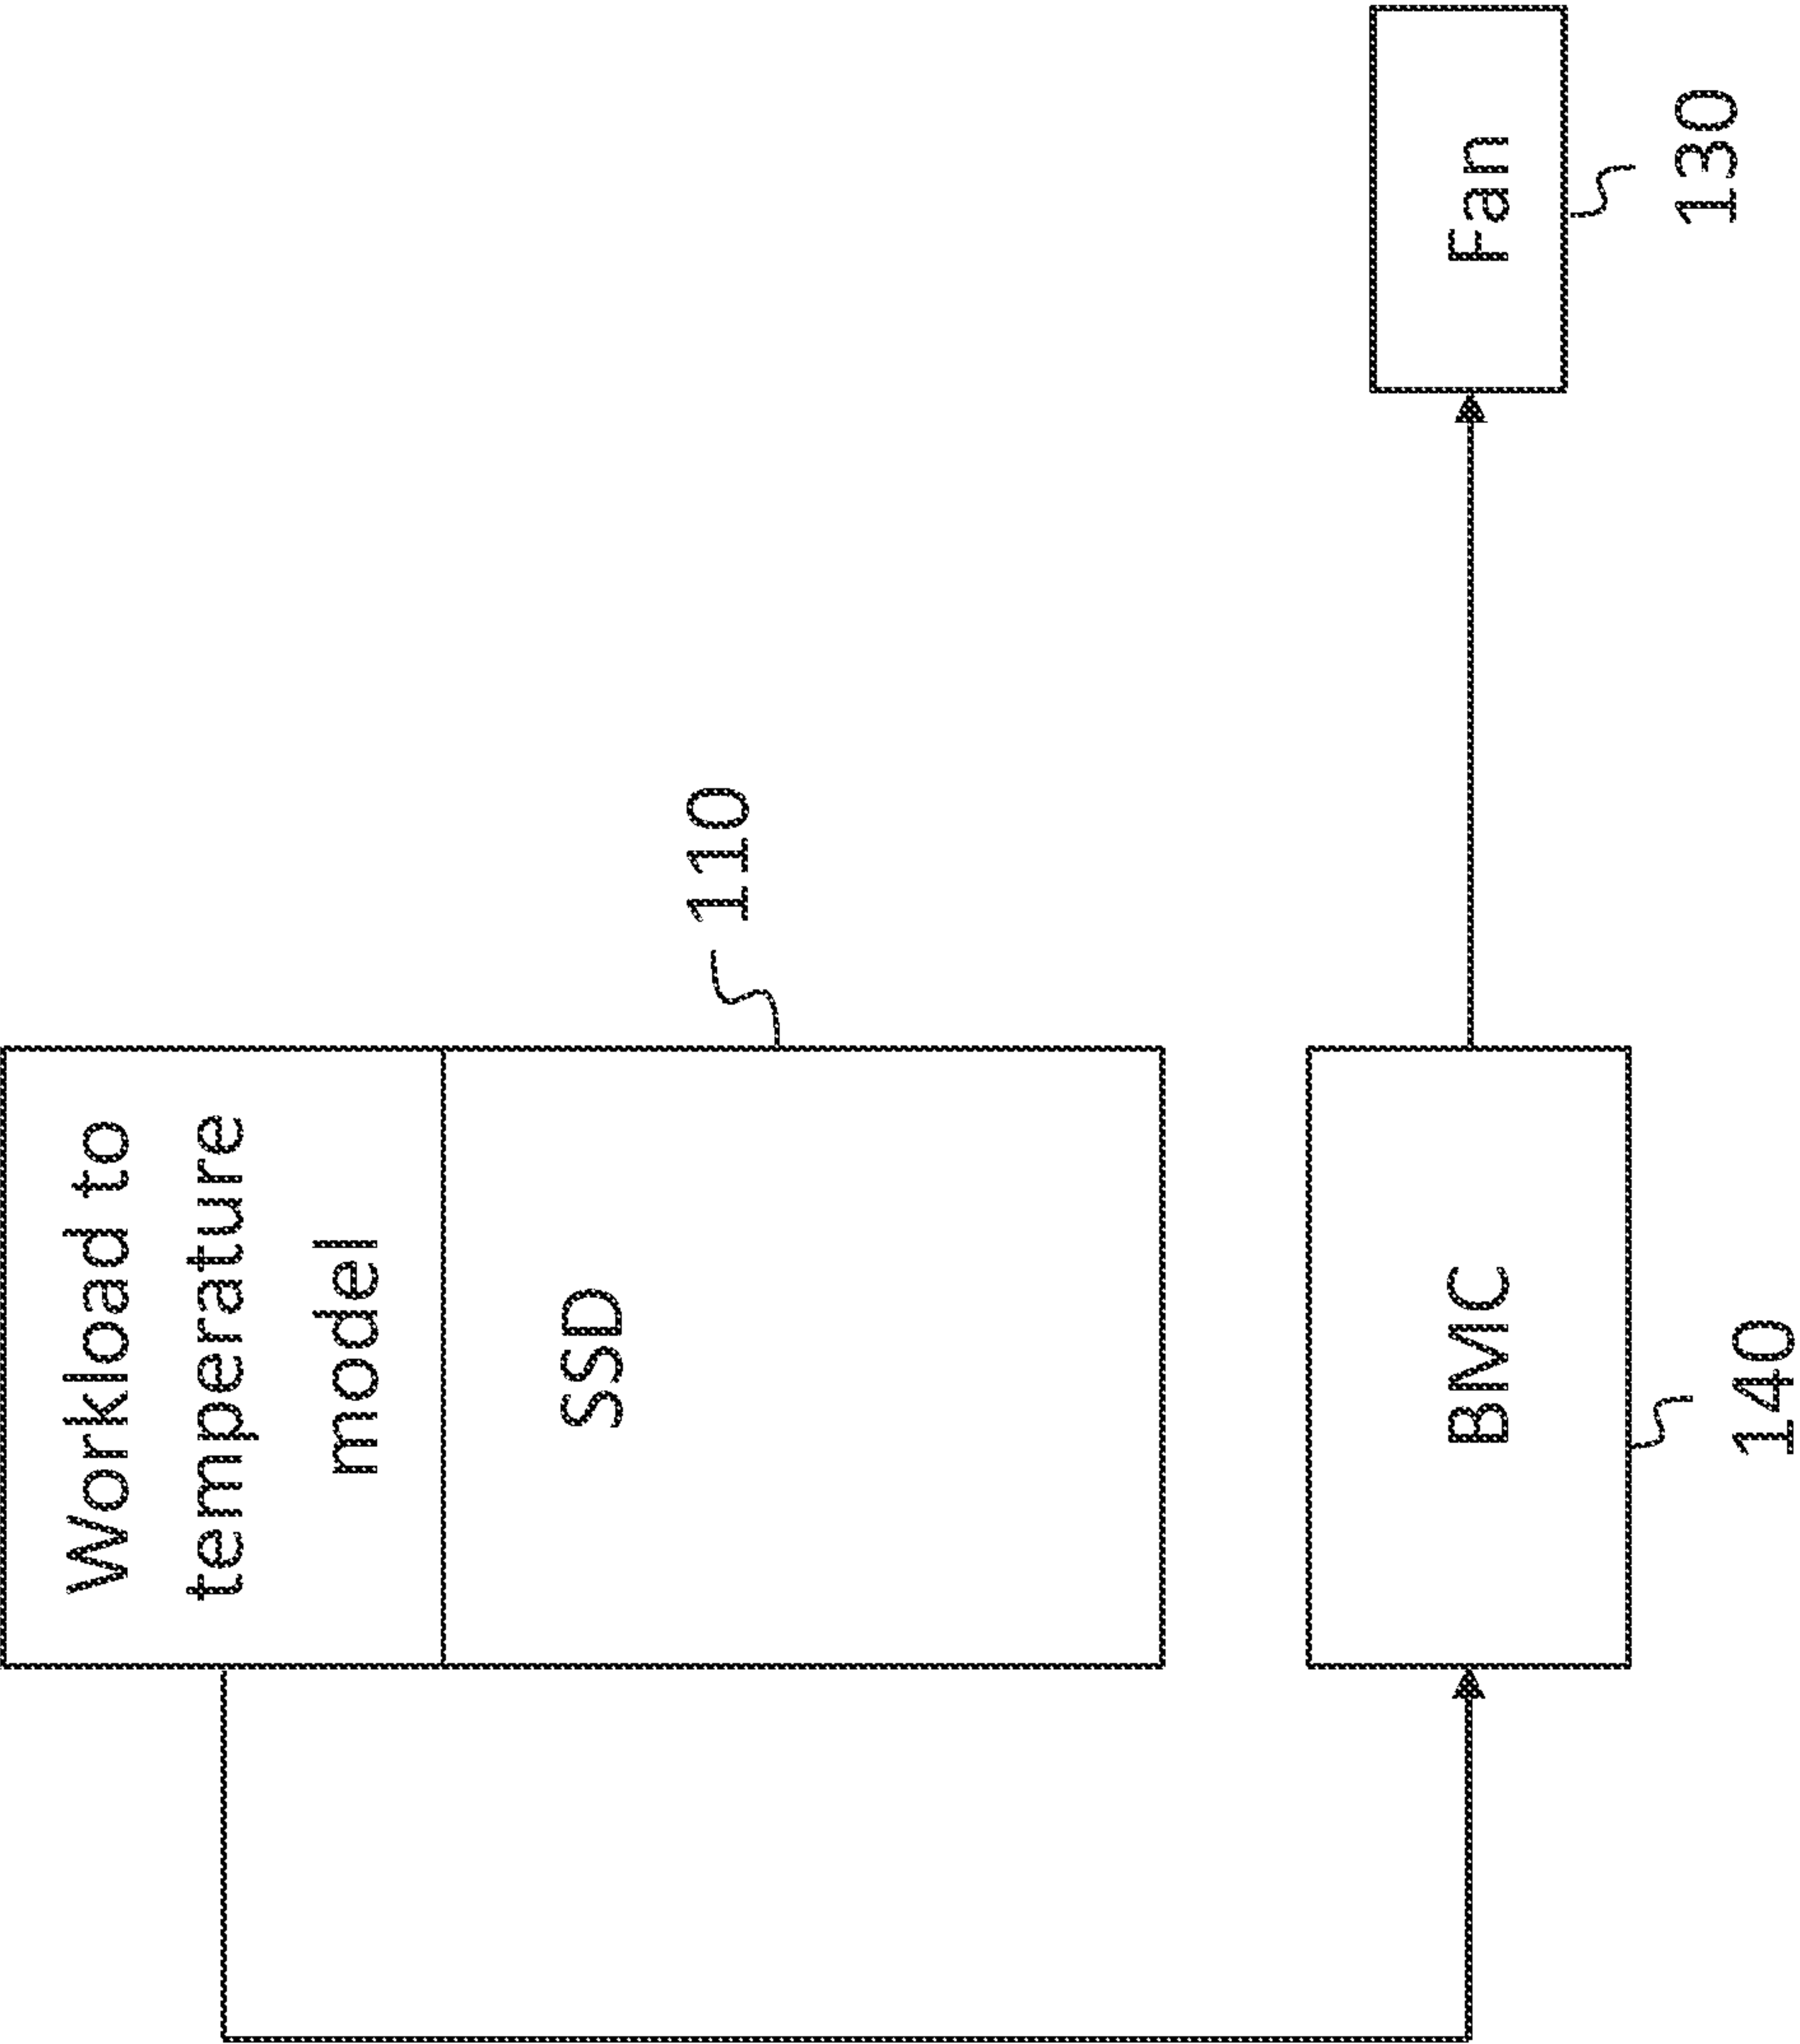 Workload to
temperature
model
SSD
110
BMC
140
Fan
130